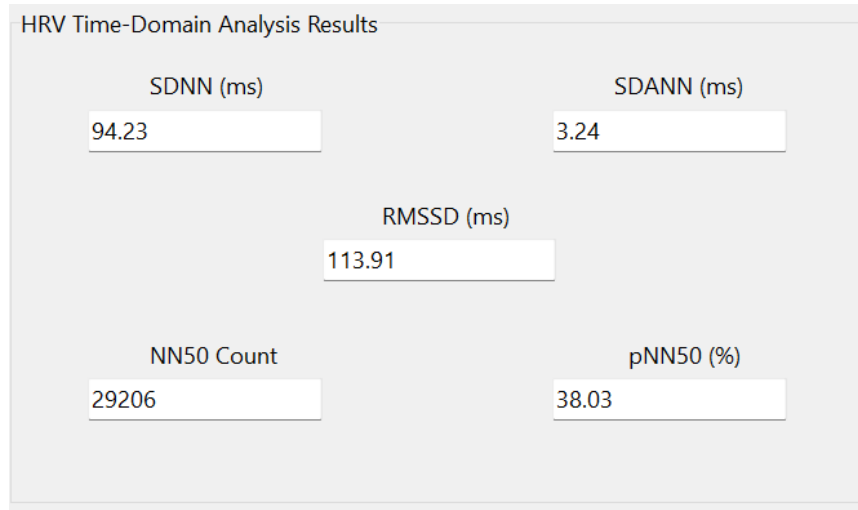 HRV Time-Domain Analysis Results
SDNN (ms)
SDANN (ms)
94.23
3.24
RMSSD (ms)
113.91
NN50 Count
pNN50 (%)
29206
38.03